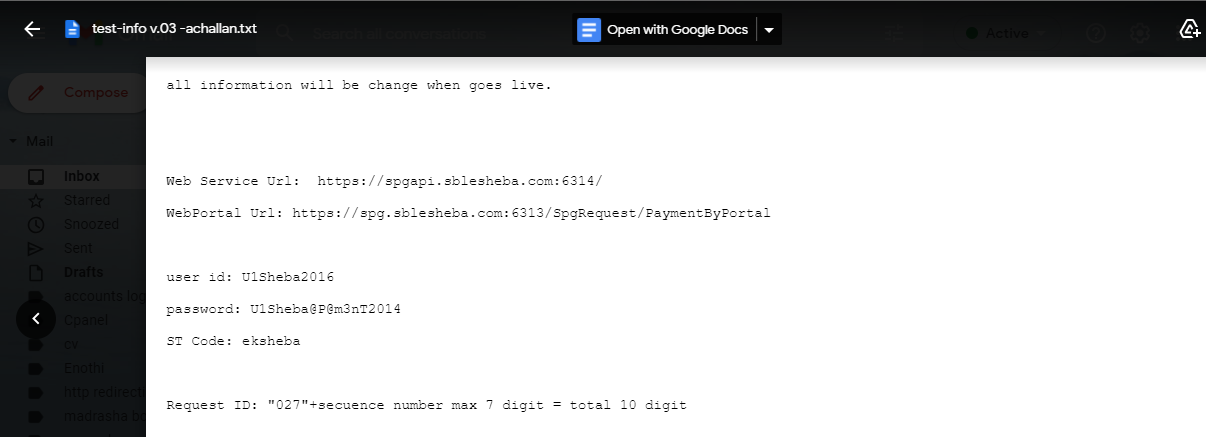 test-info v.03 -achallan.txt
Search all conversations
Open with Google Docs
Active
Compose
Mail
Inbox
Starred
Snoozed
Sent
Drafts
accounts log
Cpanel
cv
Enothi
http redirect
madrasha
all information will be change when goes live.
Web Service Url: https://spgapi.sblesheba.com:6314/
WebPortal Url: https://spg.sblesheba.com:6313/SpgRequest/PaymentByPortal
user id: U1Sheba2016
password: U1Sheba@P@m3nT2014
ST Code: eksheba
Request ID: "027"+secuence number max 7 digit = total 10 digit